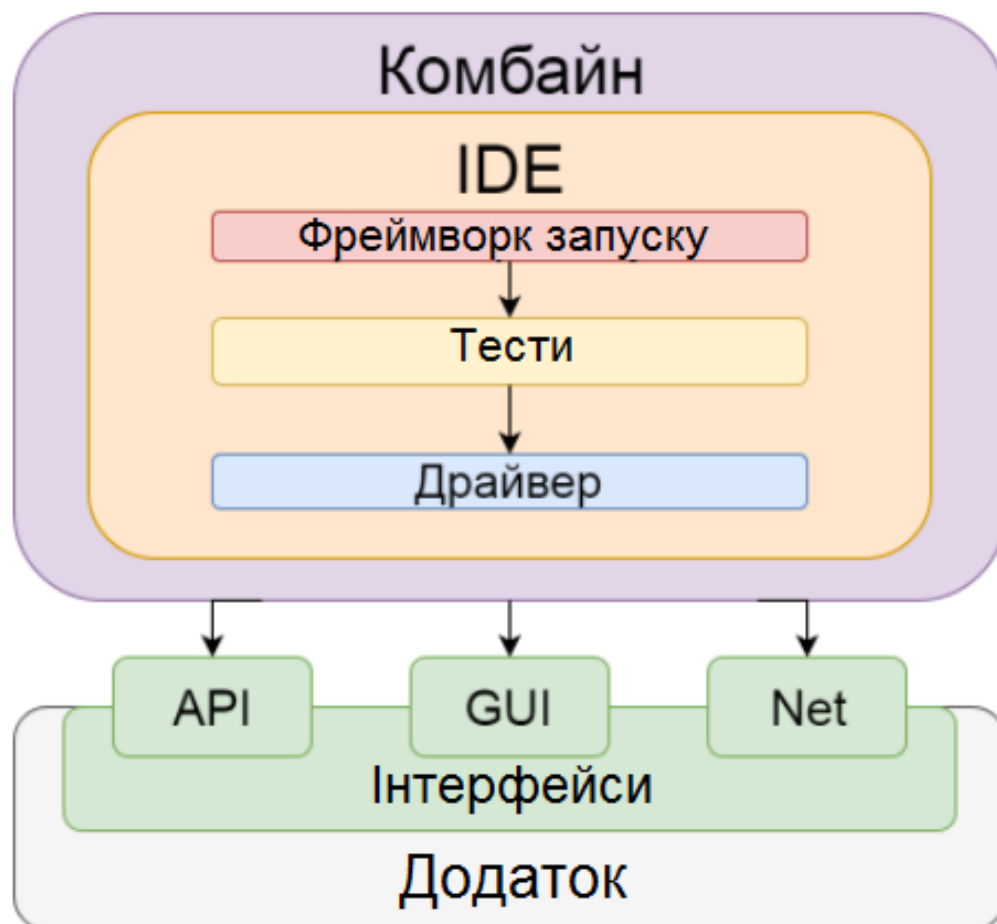 Комбайн
IDE
Фреймворк запуску
Тести
Драйвер
API
GUI
Net
Інтерфейси
Додаток